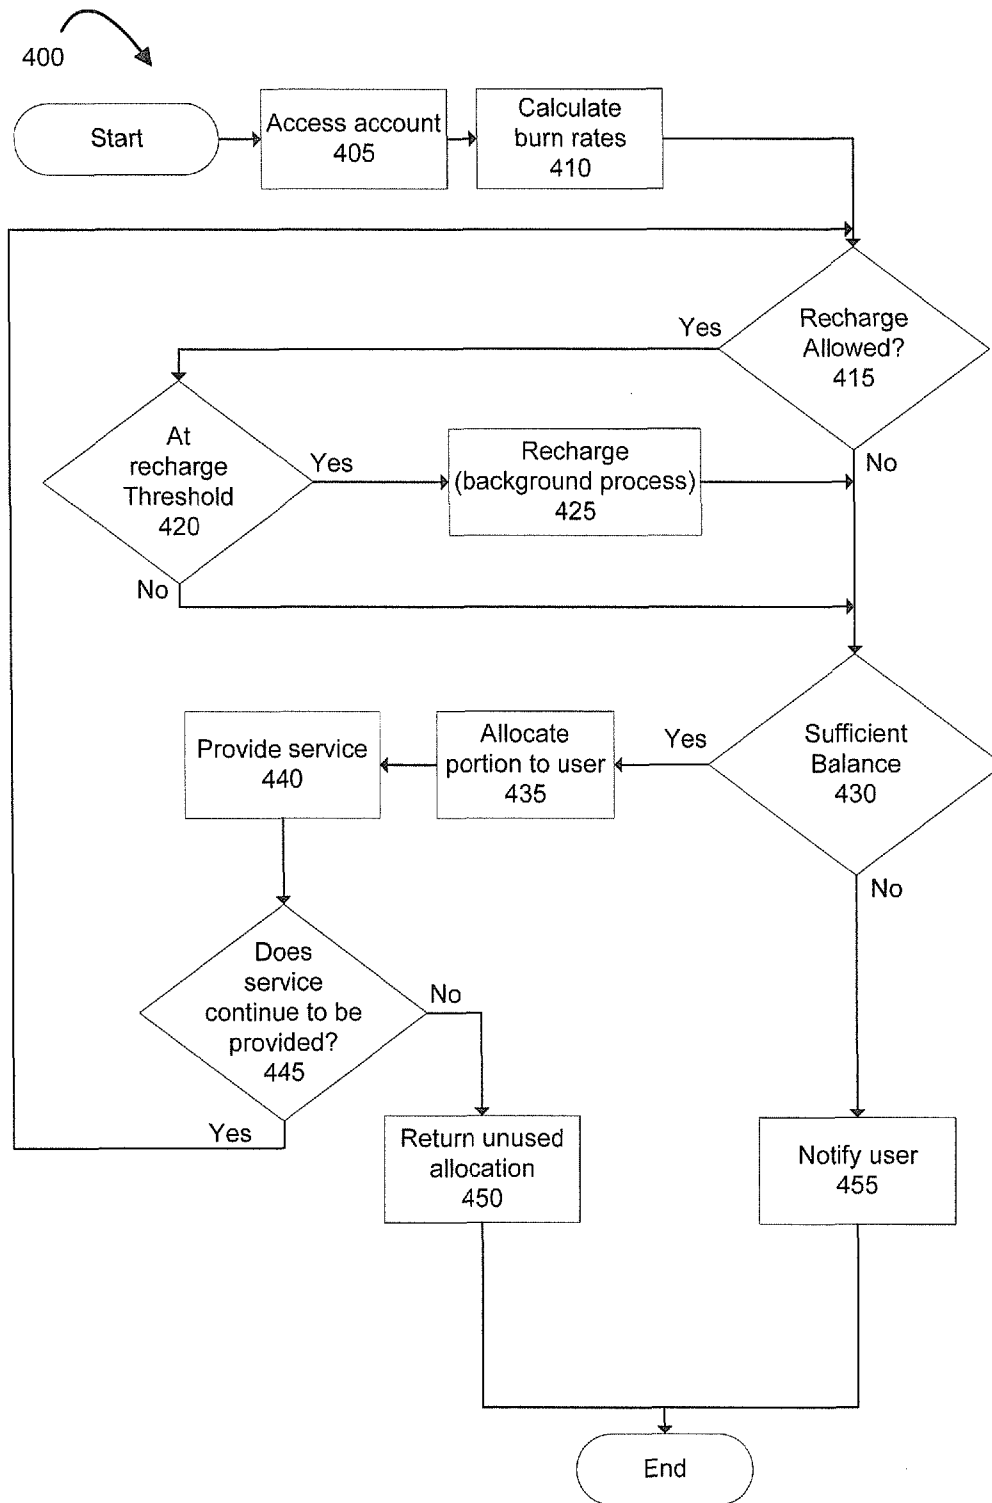 400
Start
Access account
405
Calculate
burn rates
410
Recharge
Allowed?
415
Yes
No
At
recharge
Threshold
420
Yes
No
Recharge
(background process)
425
Sufficient
Balance
430
Yes
No
Allocate
portion to user
435
Provide service
440
Does
service
continue to be
provided?
445
No
Yes
Return unused
allocation
450
Notify user
455
End